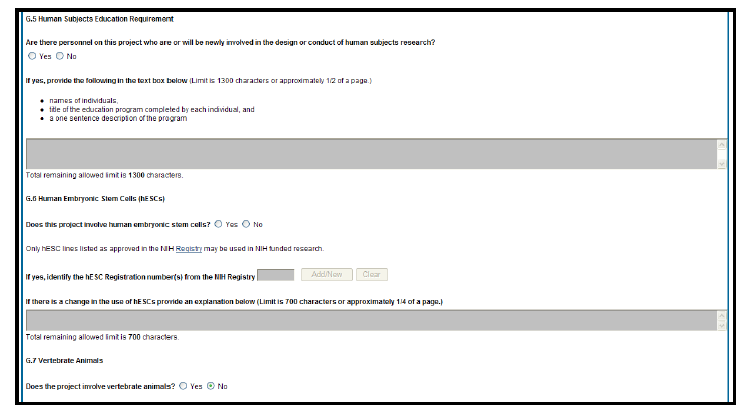 G.5 Human Subjects Education Requirement
Are there personnel on this project who are or will be newly involved in the design or conduct of human subjects research?
Yes No
If yes, provide the following in the text box below (Limit is 1300 characters or approximately 1/2 of a page.)
names of individuals,
title of the education program completed by each individual, and
a one sentence description of the program
Total remaining allowed limit is 1300 characters.
G.6 Human Embryonic Stem Cells (hESCs)
Does this project involve human embryonic stem cells? Yes No
Only hESC lines listed as approved in the NIH Registry may be used in NIH funded research.
If yes, identify the hESC Registration number(s) from the NIH Registry Add/New Clear
If there is a change in the use of hESCs provide an explanation below (Limit is 700 characters or approximately 1/4 of a page.)
Total remaining allowed limit is 700 characters.
G.7 Vertebrate Animals
Does the project involve vertebrate animals? Yes No